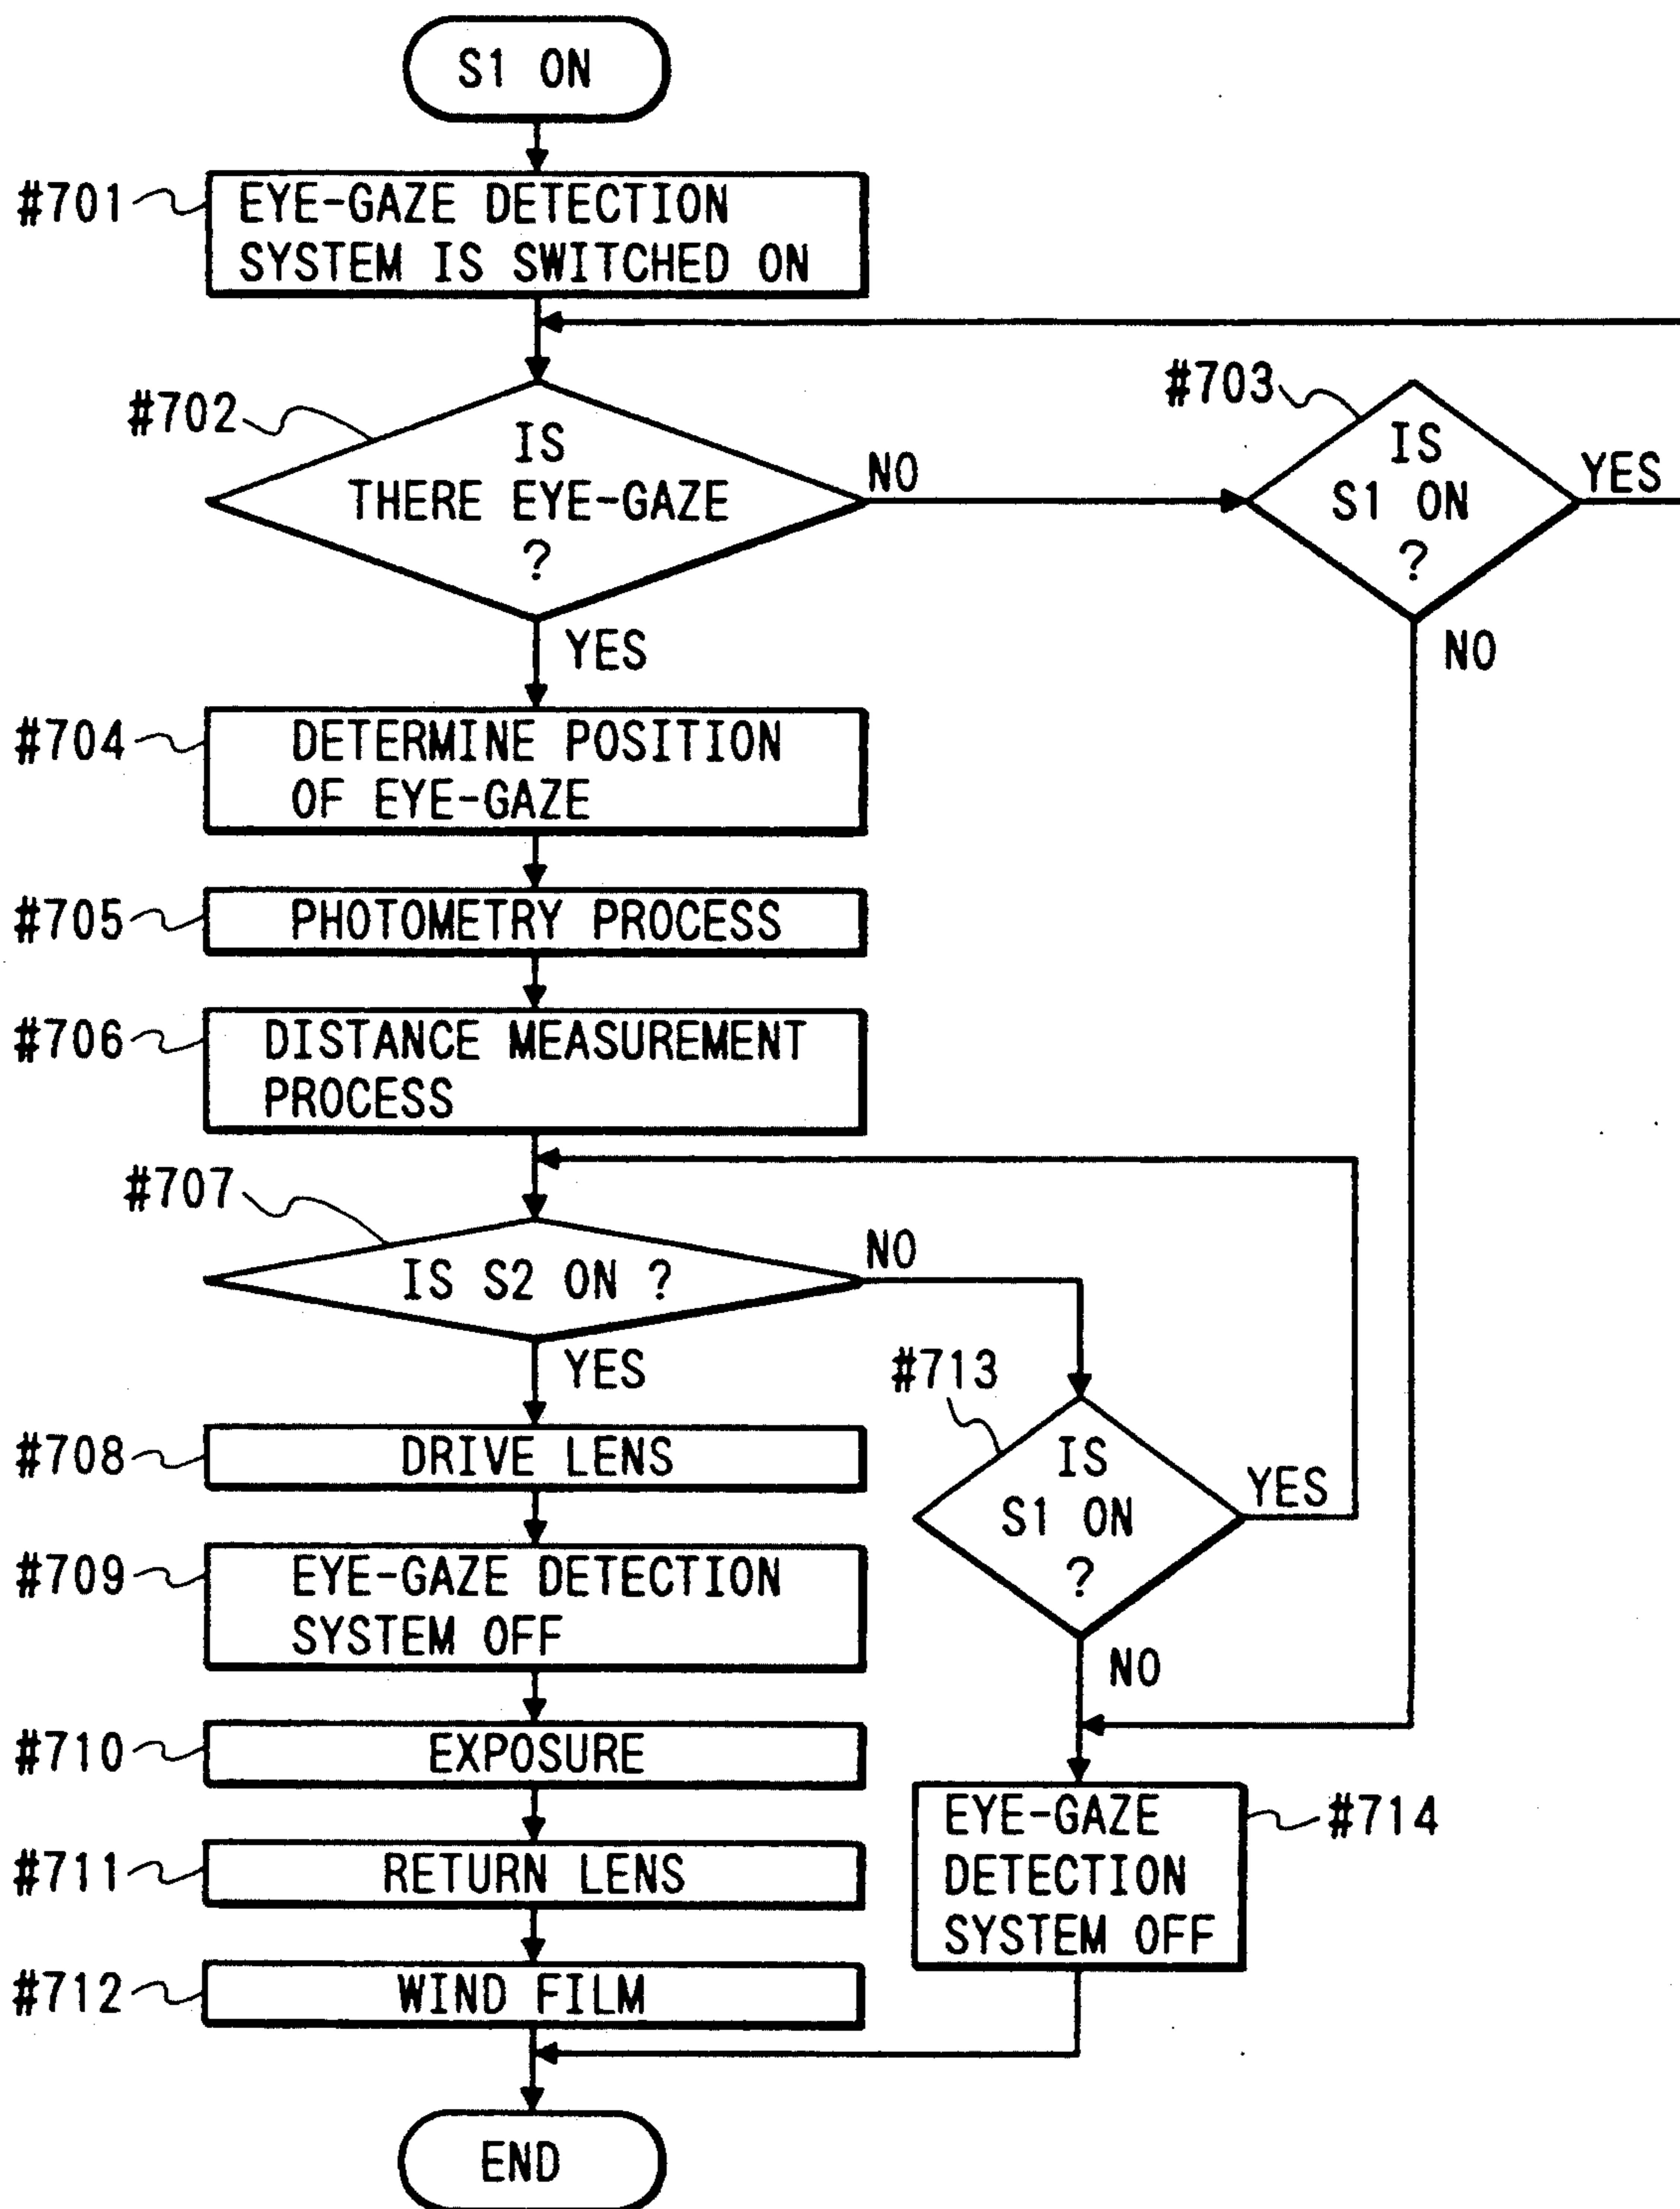 S1 ON
#701
EYE-GAZE DETECTION
SYSTEM IS SWITCHED ON
#702
IS
THERE EYE-GAZE
?
NO
YES
#703
IS
S1 ON
?
YES
NO
#704
DETERMINE POSITION
OF EYE-GAZE
#705
PHOTOMETRY PROCESS
#706
DISTANCE MEASUREMENT
PROCESS
#707
IS S2 ON ?
NO
YES
#713
IS
S1 ON
?
YES
NO
#708
DRIVE LENS
#709
EYE-GAZE DETECTION
SYSTEM OFF
#710
EXPOSURE
#714
EYE-GAZE
DETECTION
SYSTEM OFF
#711
RETURN LENS
#712
WIND FILM
END